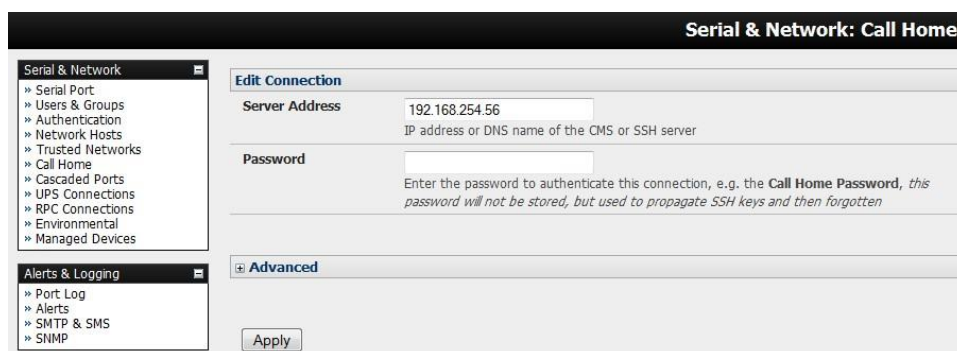 Serial & Network: Call Home
Serial & Network
» Serial Port
» Users & Groups
» Authentication
» Network Hosts
» Trusted Networks
» Call Home
» Cascaded Ports
» UPS Connections
» RPC Connections
» Environmental
» Managed Devices
Alerts & Logging
» Port Log
» Alerts
» SMTP & SMS
» SNMP
Edit Connection
Server Address
192.168.254.56
IP address or DNS name of the CMS or SSH server
Password
Enter the password to authenticate this connection, e.g. the Call Home Password, this
password will not be stored, but used to propagate SSH keys and then forgotten
Advanced
Apply